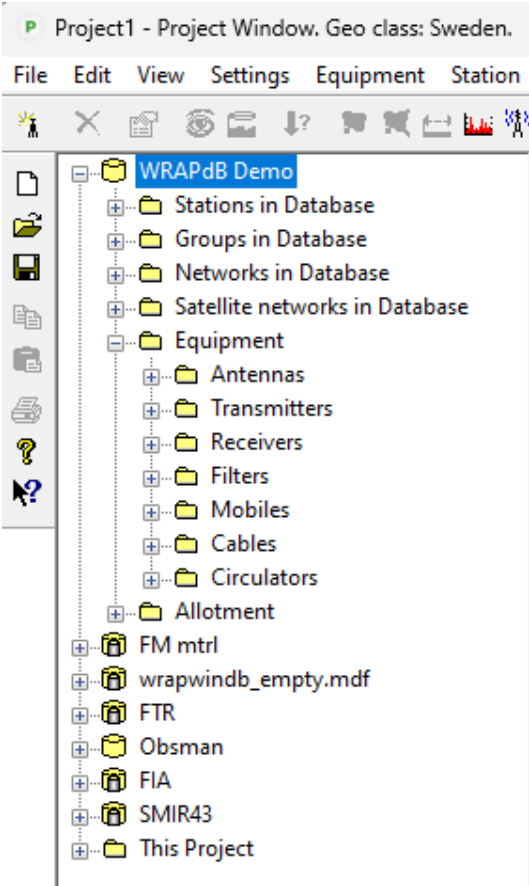 P Project1 - Project Window. Geo class: Sweden.
File Edit View Settings Equipment Station
WRAPdB Demo
Stations in Database
Groups in Database
Networks in Database
Satellite networks in Database
Equipment
Antennas
Transmitters
Receivers
Filters
Mobiles
Cables
Circulators
Allotment
FM mtrl
wrapwindb_empty.mdf
FTR
Obsman
FIA
SMIR43
This Project